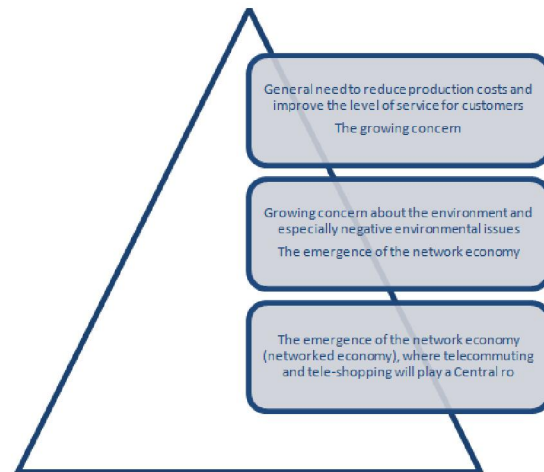 General need to reduce production costs and
improve the level of service for customers
The growing concern
Growing concern about the environment and
especially negative environmental issues
The emergence of the network economy
The emergence of the network economy
(networked economy), where telecommuting
and tele-shopping will play a Central ro